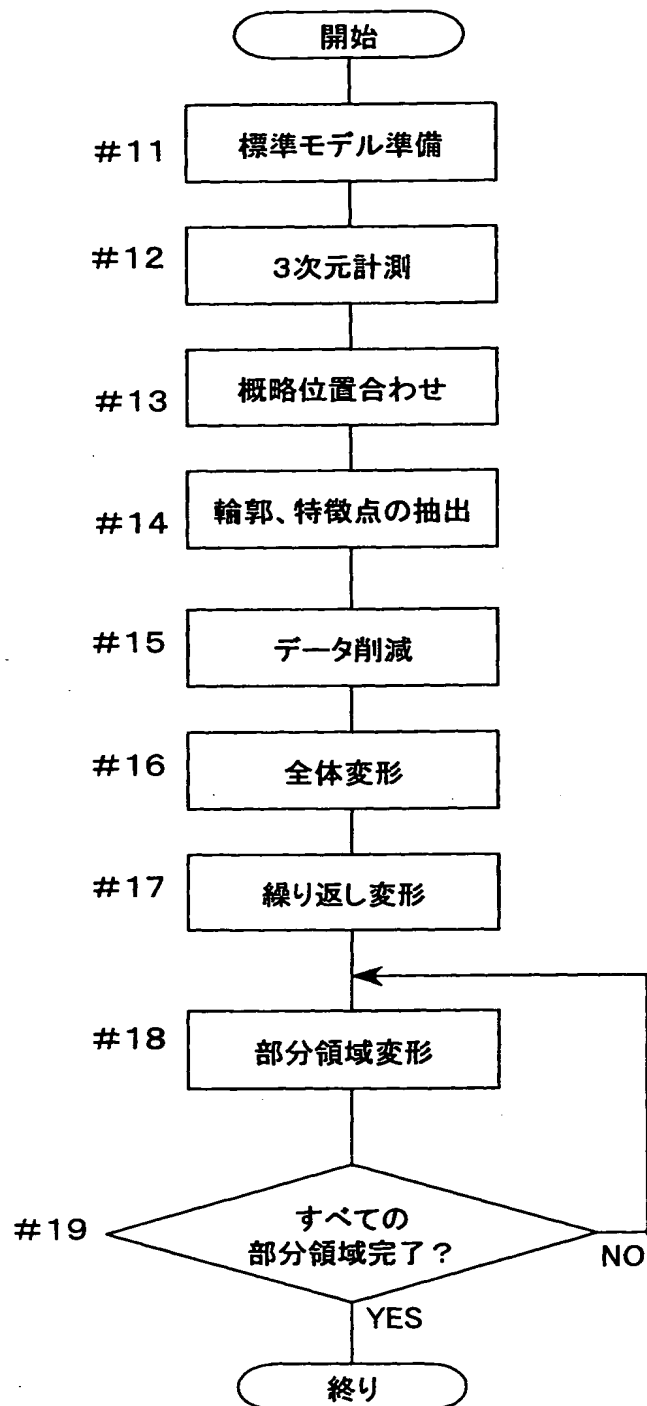 開始
#11
標準モデル準備
#12
3次元計測
#13
概略位置合わせ
#14
輪郭、特徴点の抽出
#15
データ削減
#16
全体変形
#17
繰り返し変形
#18
部分領域変形
#19
すべての
部分領域完了?
NO
YES
終り